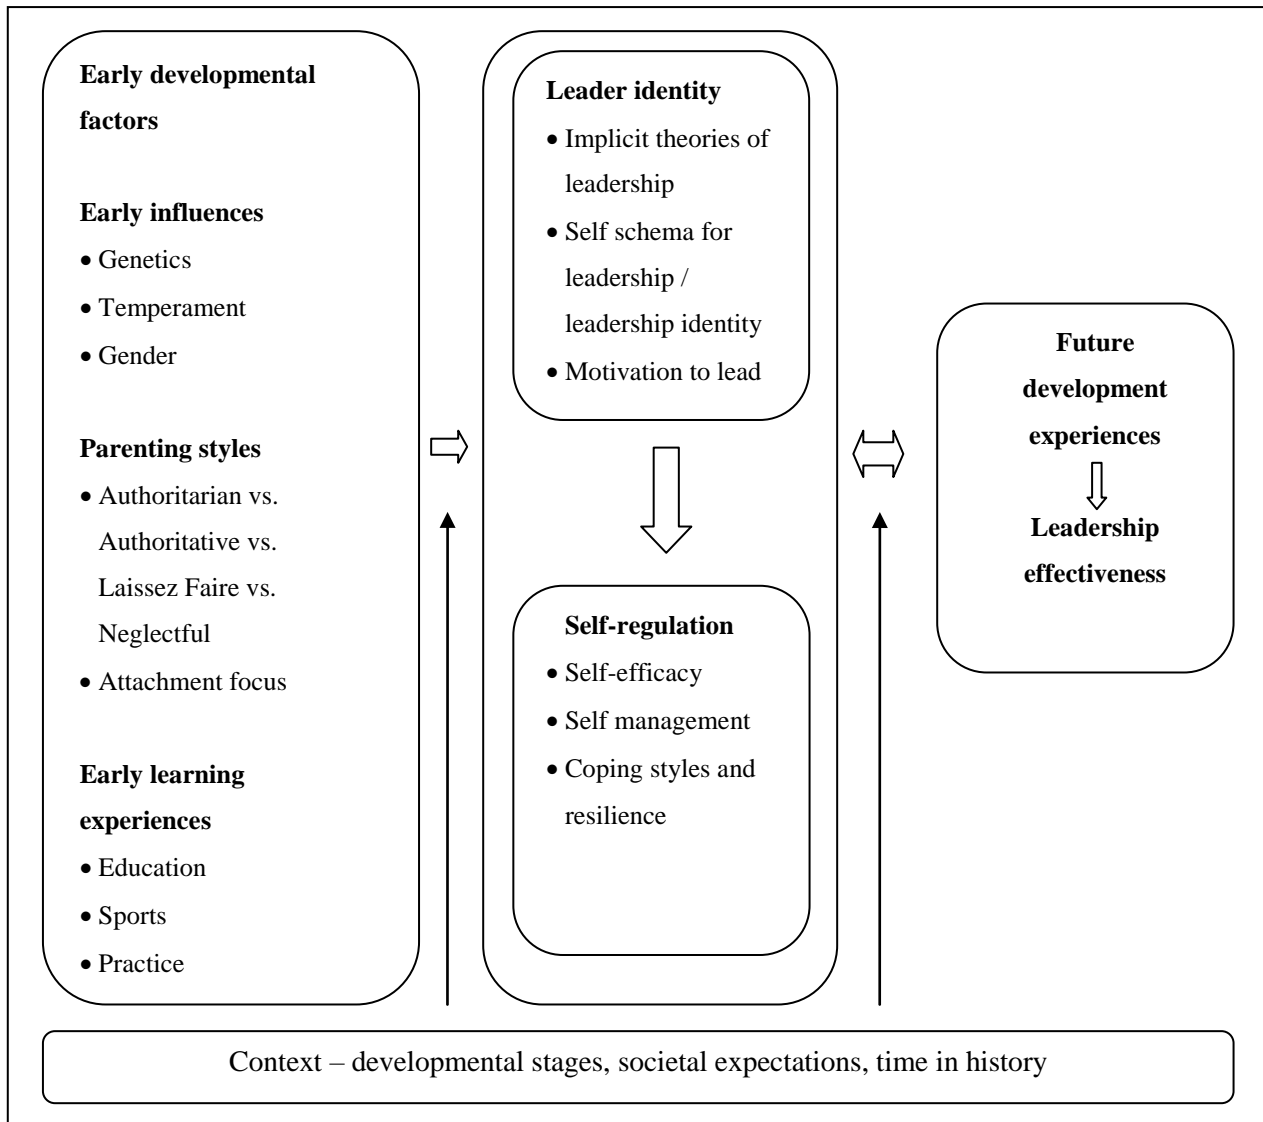 Early developmental
factors
Early influences
• Genetics
• Temperament
• Gender
Parenting styles
• Authoritarian vs.
Authoritative vs.
Laissez Faire vs.
Neglectful
• Attachment focus
Early learning
experiences
• Education
• Sports
• Practice
Leader identity
• Implicit theories of
leadership
• Self schema for
leadership /
leadership identity
• Motivation to lead
Self-regulation
• Self-efficacy
• Self management
• Coping styles and
resilience
Future
development
experiences
Leadership
effectiveness
Context – developmental stages, societal expectations, time in history